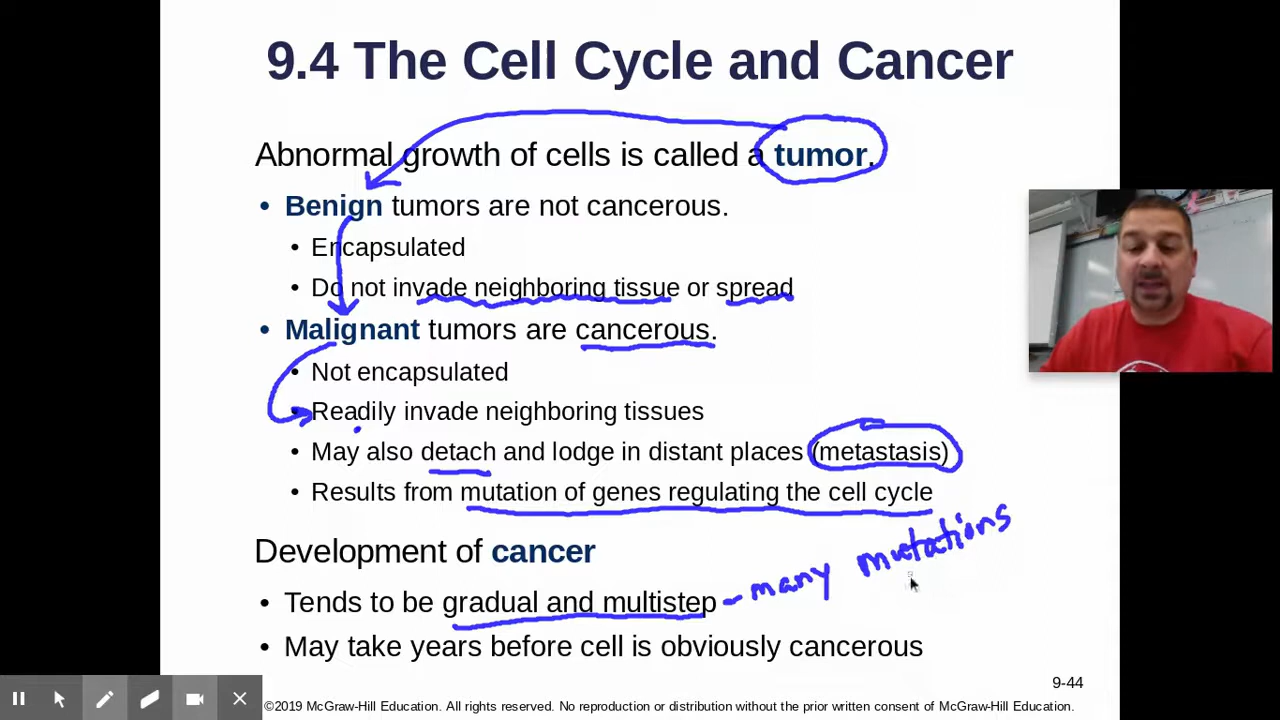 9.4 The Cell Cycle and Cancer
Abnormal growth of cells is called a tumor.
• Benign tumors are not cancerous.
• Encapsulated
• Do not invade neighboring tissue or spread
• Malignant tumors are cancerous.
• Not encapsulated
• Readily invade neighboring tissues
• May also detach and lodge in distant places (metastasis)
• Results from mutation of genes regulating the cell cycle
Development of cancer
• Tends to be gradual and multistep – many mutations
• May take years before cell is obviously cancerous
9-44
©2019 McGraw-Hill Education. All rights reserved. No reproduction or distribution without the prior written consent of McGraw-Hill Education.